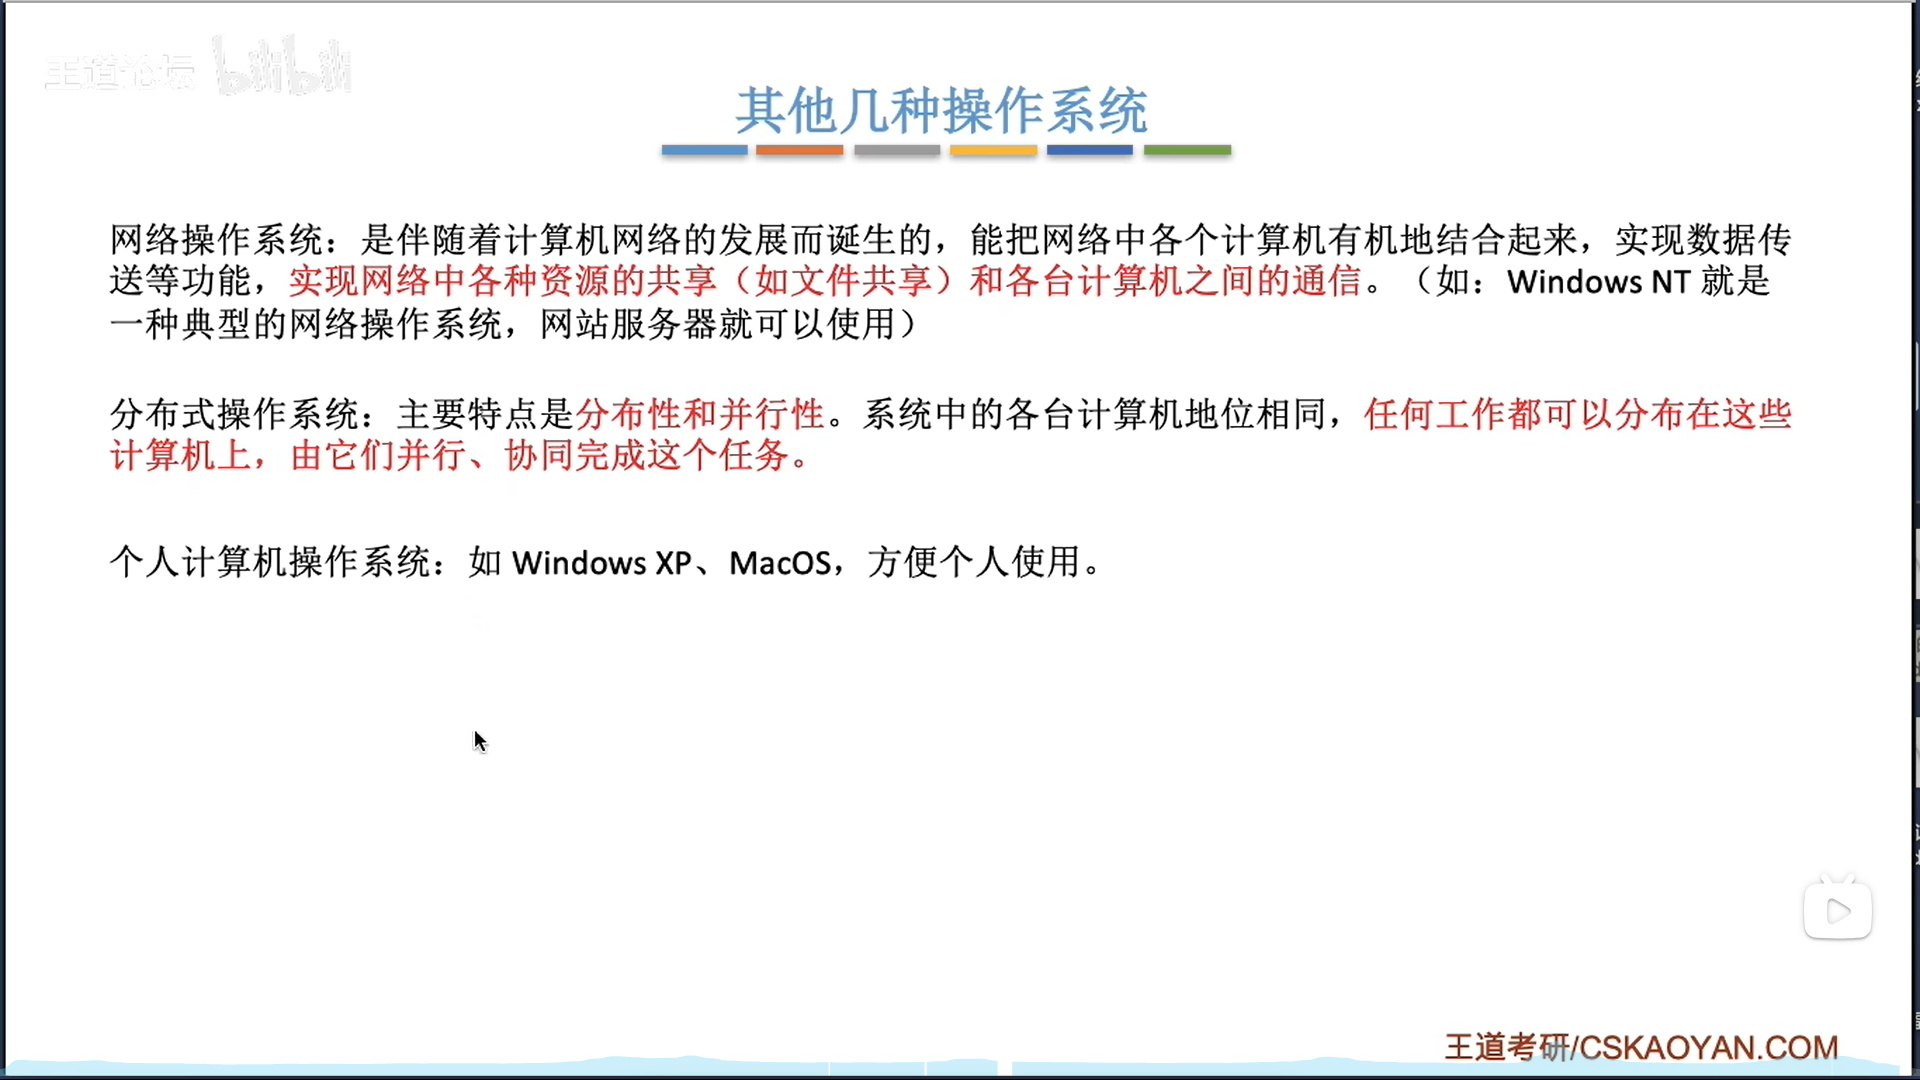 王道论坛 bilibili
其他几种操作系统
网络操作系统：是伴随着计算机网络的发展而诞生的，能把网络中各个计算机有机地结合起来，实现数据传
送等功能，实现网络中各种资源的共享（如文件共享）和各台计算机之间的通信。（如：Windows NT 就是
一种典型的网络操作系统，网站服务器就可以使用）
分布式操作系统：主要特点是分布性和并行性。系统中的各台计算机地位相同，任何工作都可以分布在这些
计算机上，由它们并行、协同完成这个任务。
个人计算机操作系统：如 Windows XP、MacOS，方便个人使用。
王道考研/CSKAOYAN.COM